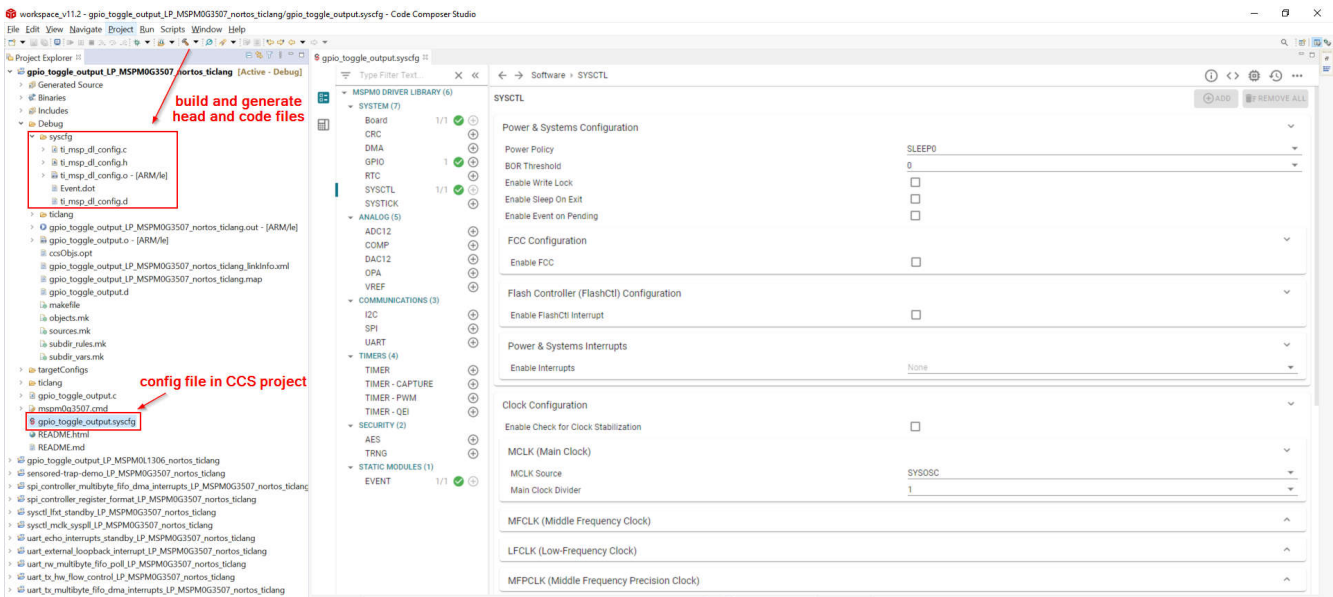 workspace_v11.2 - gpio_toggle_output_LP_MSPM0G3507_nortos_ticlang/gpio_toggle_output.syscfg - Code Composer Studio
File Edit View Navigate Project Run Scripts Window Help
Project Explorer
gpio_toggle_output_LP_MSPM0G3507_nortos_ticlang [Active - Debug]
Generated Source
Binaries
Includes
Debug
syscfg
ti_msp_dl_config.c
ti_msp_dl_config.h
ti_msp_dl_config.o - [ARM/le]
Event.dot
ti_msp_dl_config.d
ticlang
gpio_toggle_output_LP_MSPM0G3507_nortos_ticlang.out - [ARM/le]
gpio_toggle_output.o - [ARM/le]
ccsObjs.opt
gpio_toggle_output_LP_MSPM0G3507_nortos_ticlang_linkInfo.xml
gpio_toggle_output_LP_MSPM0G3507_nortos_ticlang.map
gpio_toggle_output.d
makefile
objects.mk
sources.mk
subdir_rules.mk
subdir_vars.mk
targetConfigs
ticlang
gpio_toggle_output.c
mspm0g3507.cmd
gpio_toggle_output.syscfg
README.html
README.md
gpio_toggle_output_LP_MSPM0L1306_nortos_ticlang
sensored-trap-demo_LP_MSPM0G3507_nortos_ticlang
spi_controller_multibyte_fifo_dma_interrupts_LP_MSPM0G3507_nortos_ticlang
spi_controller_register_format_LP_MSPM0G3507_nortos_ticlang
sysctl_lfxt_standby_LP_MSPM0G3507_nortos_ticlang
sysctl_mclk_syspll_LP_MSPM0G3507_nortos_ticlang
uart_echo_interrupts_standby_LP_MSPM0G3507_nortos_ticlang
uart_external_loopback_interrupt_LP_MSPM0G3507_nortos_ticlang
uart_rw_multibyte_fifo_poll_LP_MSPM0G3507_nortos_ticlang
uart_tx_hw_flow_control_LP_MSPM0G3507_nortos_ticlang
uart_tx_multibyte_fifo_dma_interrupts_LP_MSPM0G3507_nortos_ticlang
build and generate
head and code files
config file in CCS project
gpio_toggle_output.syscfg
Type Filter Text...
MSPM0 DRIVER LIBRARY (6)
SYSTEM (7)
Board 1/1
CRC
DMA
GPIO 1
RTC
SYSCTL 1/1
SYSTICK
ANALOG (5)
ADC12
COMP
DAC12
OPA
VREF
COMMUNICATIONS (3)
I2C
SPI
UART
TIMERS (4)
TIMER
TIMER - CAPTURE
TIMER - PWM
TIMER - QEI
SECURITY (2)
AES
TRNG
STATIC MODULES (1)
EVENT 1/1
Software › SYSCTL
SYSCTL
ADD REMOVE ALL
Power & Systems Configuration
Power Policy SLEEP0
BOR Threshold 0
Enable Write Lock
Enable Sleep On Exit
Enable Event on Pending
FCC Configuration
Enable FCC
Flash Controller (FlashCtl) Configuration
Enable FlashCtl Interrupt
Power & Systems Interrupts
Enable Interrupts None
Clock Configuration
Enable Check for Clock Stabilization
MCLK (Main Clock)
MCLK Source SYSOSC
Main Clock Divider 1
MFCLK (Middle Frequency Clock)
LFCLK (Low-Frequency Clock)
MFPCLK (Middle Frequency Precision Clock)